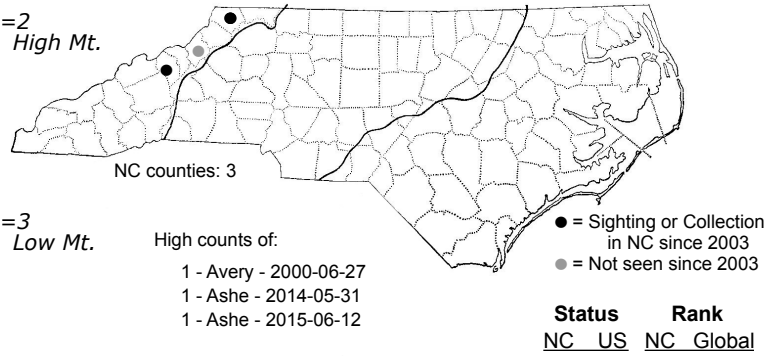 =2
High Mt.
NC counties: 3
=3
Low Mt.
High counts of:
1 - Avery - 2000-06-27
1 - Ashe - 2014-05-31
1 - Ashe - 2015-06-12
● = Sighting or Collection
in NC since 2003
● = Not seen since 2003
Status Rank
NC US NC Global